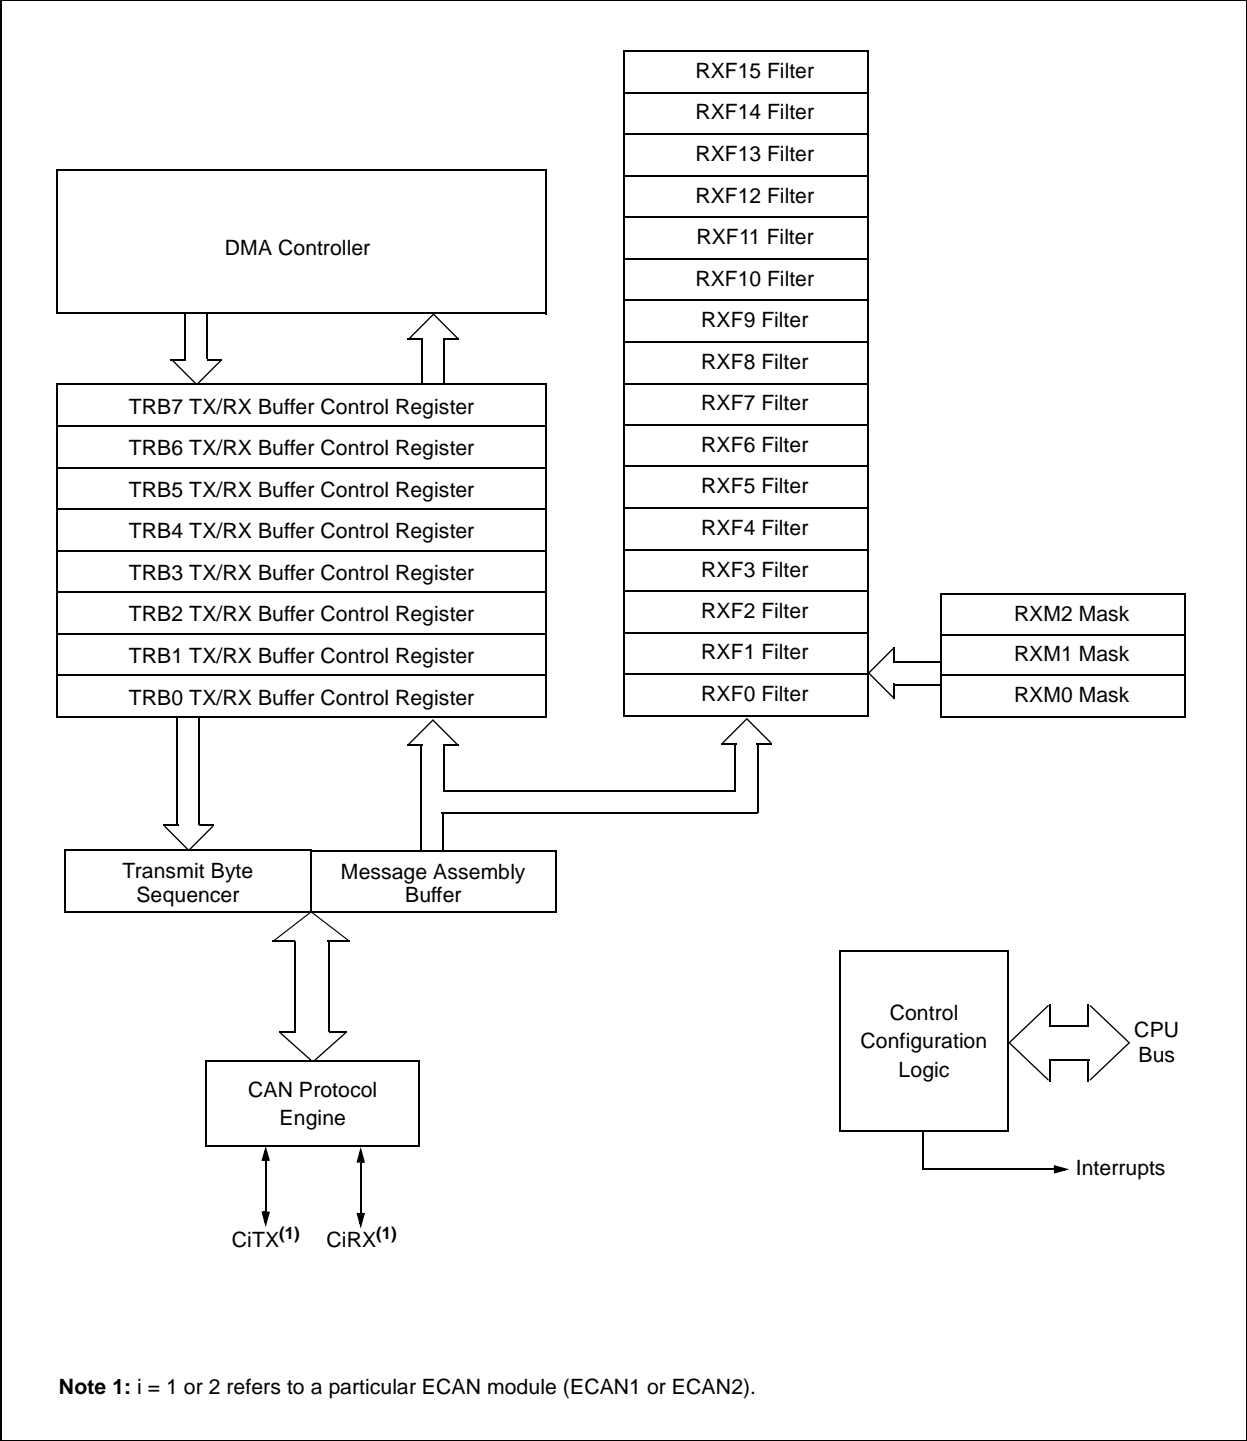 RXF15 Filter
RXF14 Filter
RXF13 Filter
RXF12 Filter
RXF11 Filter
RXF10 Filter
RXF9 Filter
RXF8 Filter
RXF7 Filter
RXF6 Filter
RXF5 Filter
RXF4 Filter
RXF3 Filter
RXF2 Filter
RXF1 Filter
RXF0 Filter
DMA Controller
TRB7 TX/RX Buffer Control Register
TRB6 TX/RX Buffer Control Register
TRB5 TX/RX Buffer Control Register
TRB4 TX/RX Buffer Control Register
TRB3 TX/RX Buffer Control Register
TRB2 TX/RX Buffer Control Register
TRB1 TX/RX Buffer Control Register
TRB0 TX/RX Buffer Control Register
RXM2 Mask
RXM1 Mask
RXM0 Mask
Transmit Byte
Sequencer
Message Assembly
Buffer
Control
Configuration
Logic
CPU
Bus
CAN Protocol
Engine
Interrupts
CiTX(1)
CiRX(1)
Note 1: i = 1 or 2 refers to a particular ECAN module (ECAN1 or ECAN2).